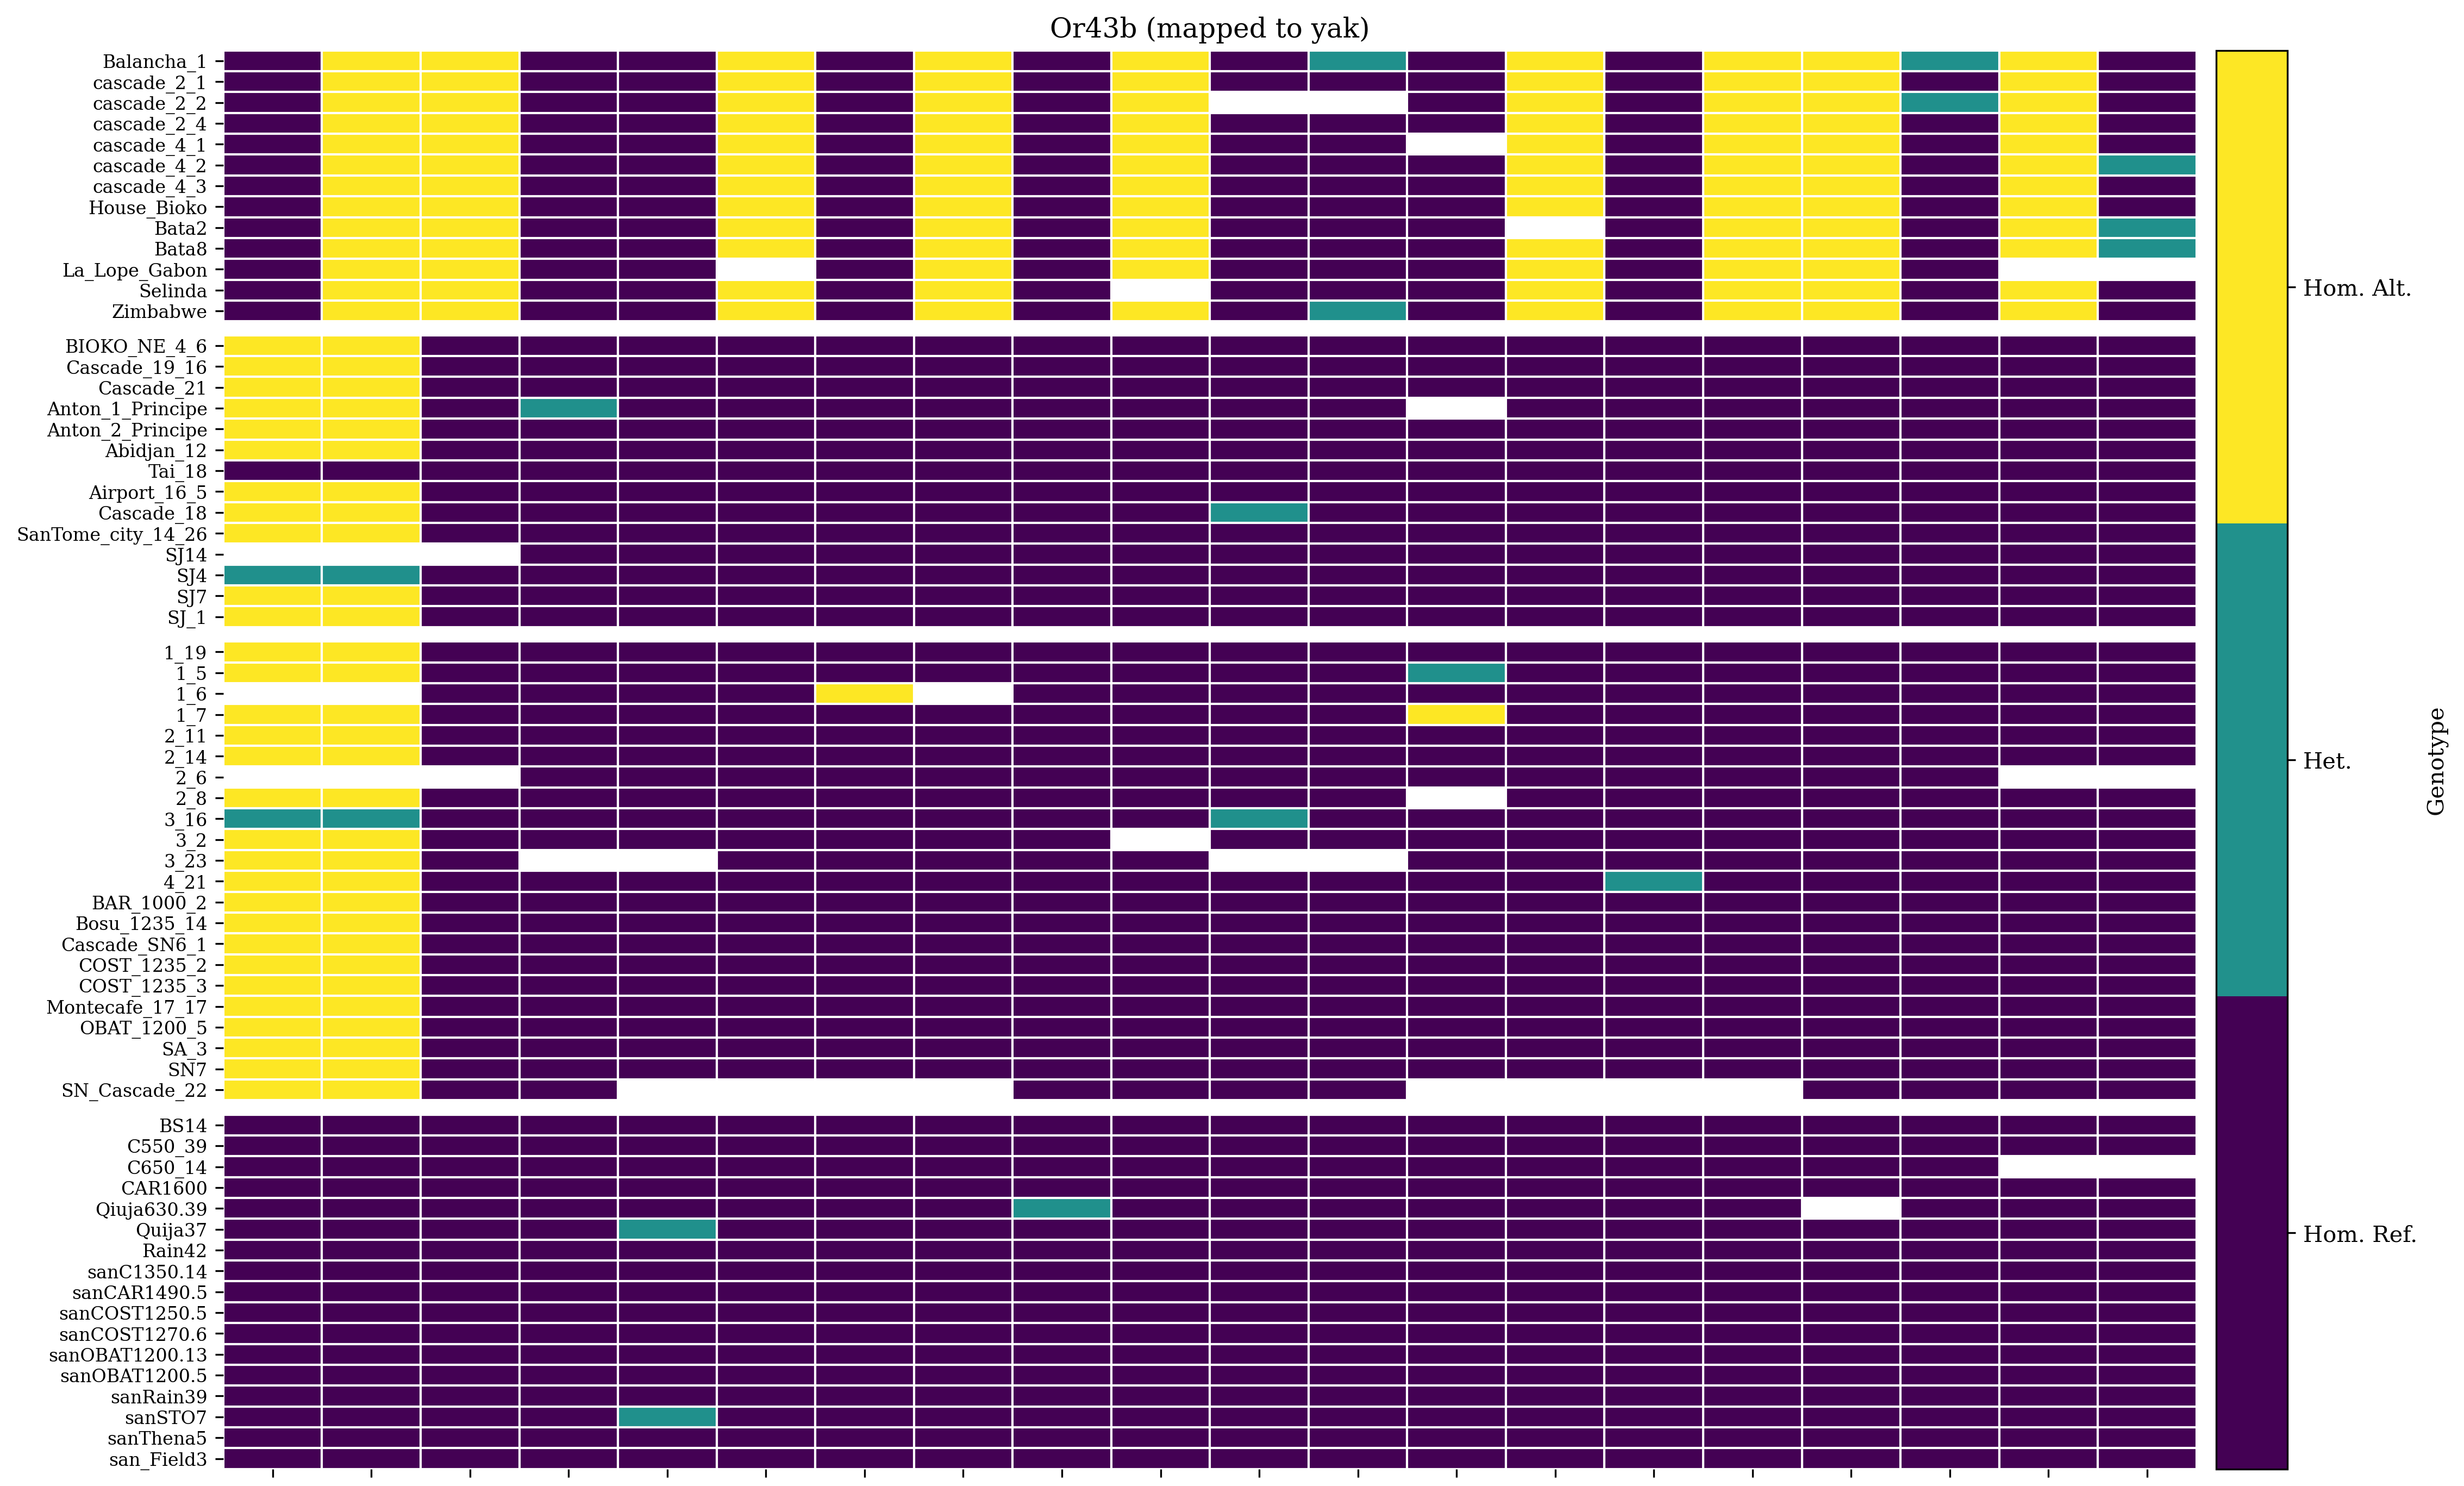 Or43b (mapped to yak)
Balancha_1
cascade_2_1
cascade_2_2
cascade_2_4
cascade_4_1
cascade_4_2
cascade_4_3
House_Bioko
Bata2
Bata8
La_Lope_Gabon
Selinda
Zimbabwe
BIOKO_NE_4_6
Cascade_19_16
Cascade_21
Anton_1_Principe
Anton_2_Principe
Abidjan_12
Tai_18
Airport_16_5
Cascade_18
SanTome_city_14_26
SJ14
SJ4
SJ7
SJ_1
1_19
1_5
1_6
1_7
2_11
2_14
2_6
2_8
3_16
3_2
3_23
4_21
BAR_1000_2
Bosu_1235_14
Cascade_SN6_1
COST_1235_2
COST_1235_3
Montecafe_17_17
OBAT_1200_5
SA_3
SN7
SN_Cascade_22
BS14
C550_39
C650_14
CAR1600
Qiuja630.39
Quija37
Rain42
sanC1350.14
sanCAR1490.5
sanCOST1250.5
sanCOST1270.6
sanOBAT1200.13
sanOBAT1200.5
sanRain39
sanSTO7
sanThena5
san_Field3
Hom. Alt.
Het.
Hom. Ref.
Genotype